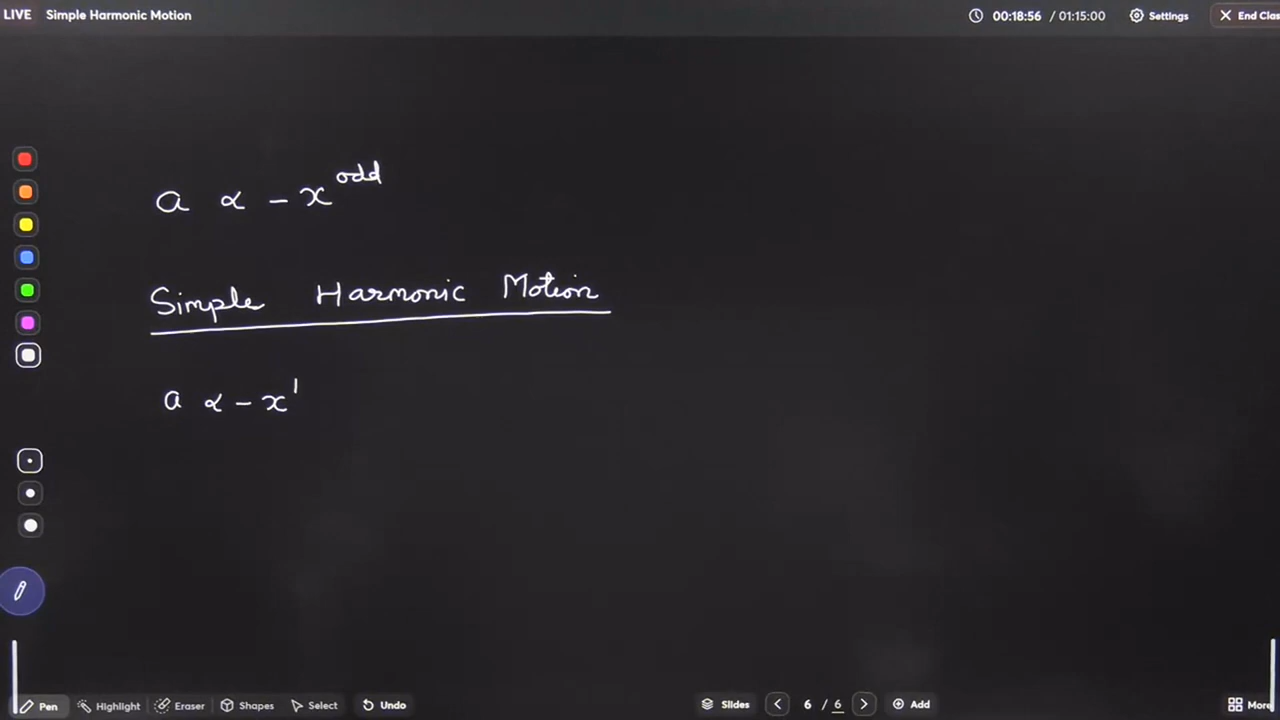 LIVE Simple Harmonic Motion 00:18:56 / 01:15:00 Settings End Clas
a α - x^odd
Simple Harmonic Motion
a α - x^1
Pen Highlight Eraser Shapes Select Undo Slides 6 / 6 Add More